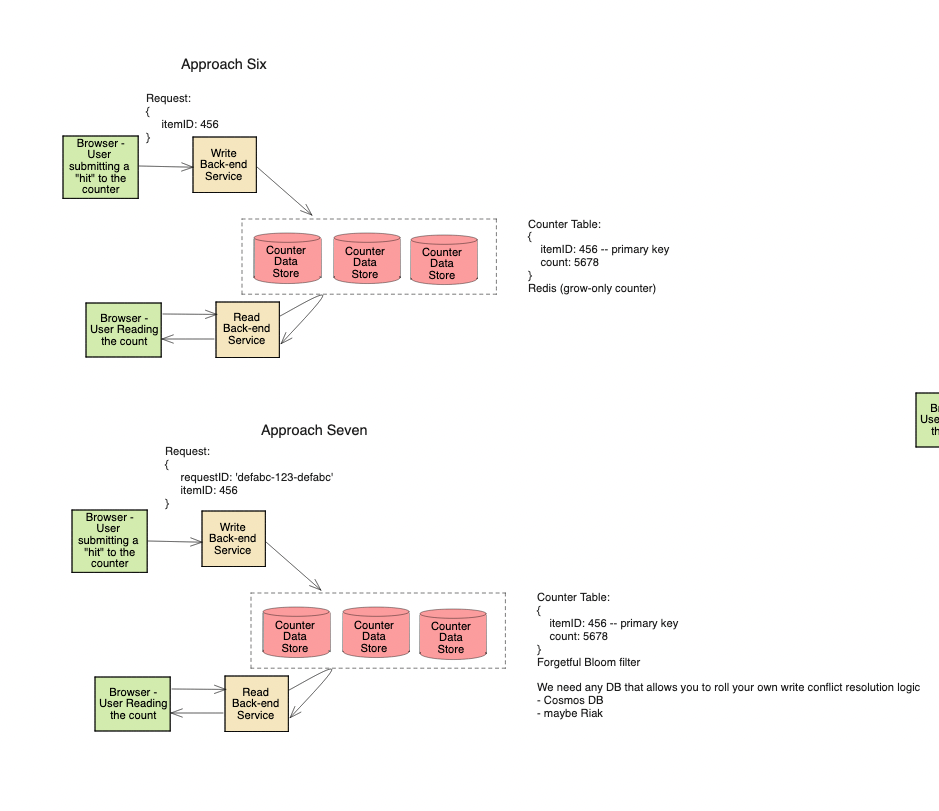 Approach Six
Request:
{
itemID: 456
}
Browser -
User
submitting a
"hit" to the
counter
Write
Back-end
Service
Counter
Data
Store
Counter
Data
Store
Counter
Data
Store
Counter Table:
{
itemID: 456 -- primary key
count: 5678
}
Redis (grow-only counter)
Browser -
User Reading
the count
Read
Back-end
Service
Approach Seven
Request:
{
requestID: 'defabc-123-defabc'
itemID: 456
}
Browser -
User
submitting a
"hit" to the
counter
Write
Back-end
Service
Counter
Data
Store
Counter
Data
Store
Counter
Data
Store
Counter Table:
{
itemID: 456 -- primary key
count: 5678
}
Forgetful Bloom filter
We need any DB that allows you to roll your own write conflict resolution logic
- Cosmos DB
- maybe Riak
Browser -
User Reading
the count
Read
Back-end
Service